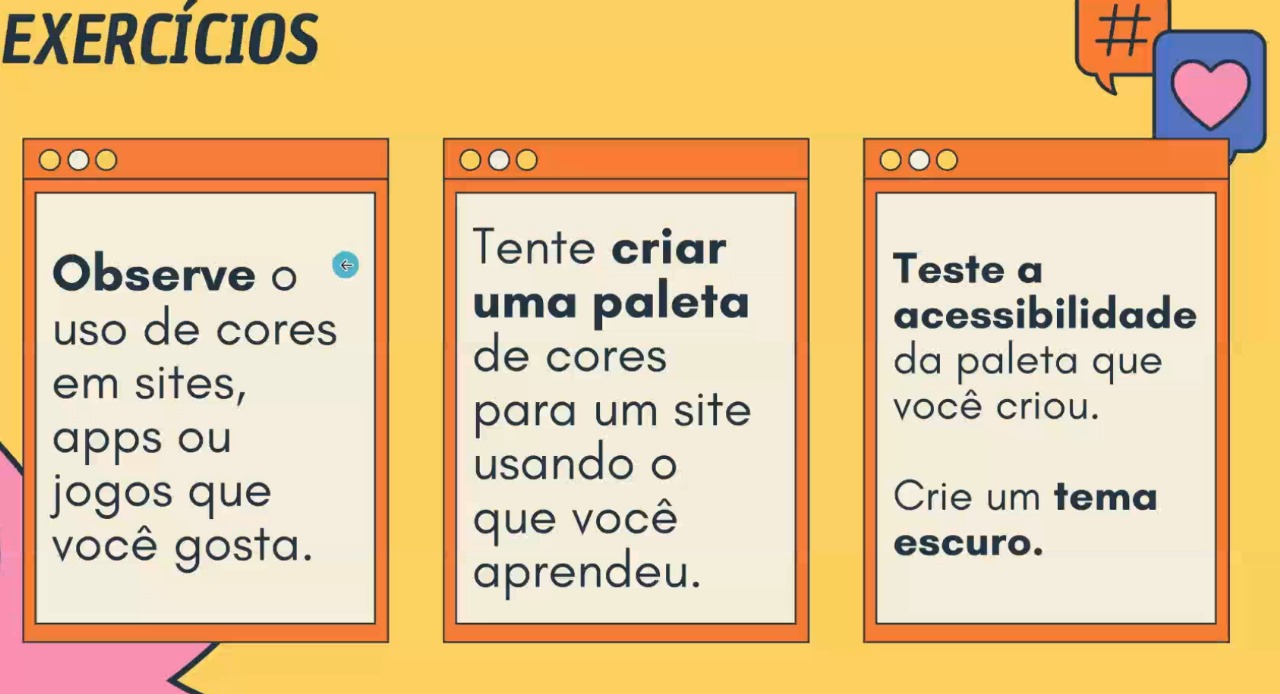 EXERCÍCIOS
#
Observe o
uso de cores
em sites,
apps ou
jogos que
você gosta.
Tente criar
uma paleta
de cores
para um site
usando o
que você
aprendeu.
Teste a
acessibilidade
da paleta que
você criou.
Crie um tema
escuro.